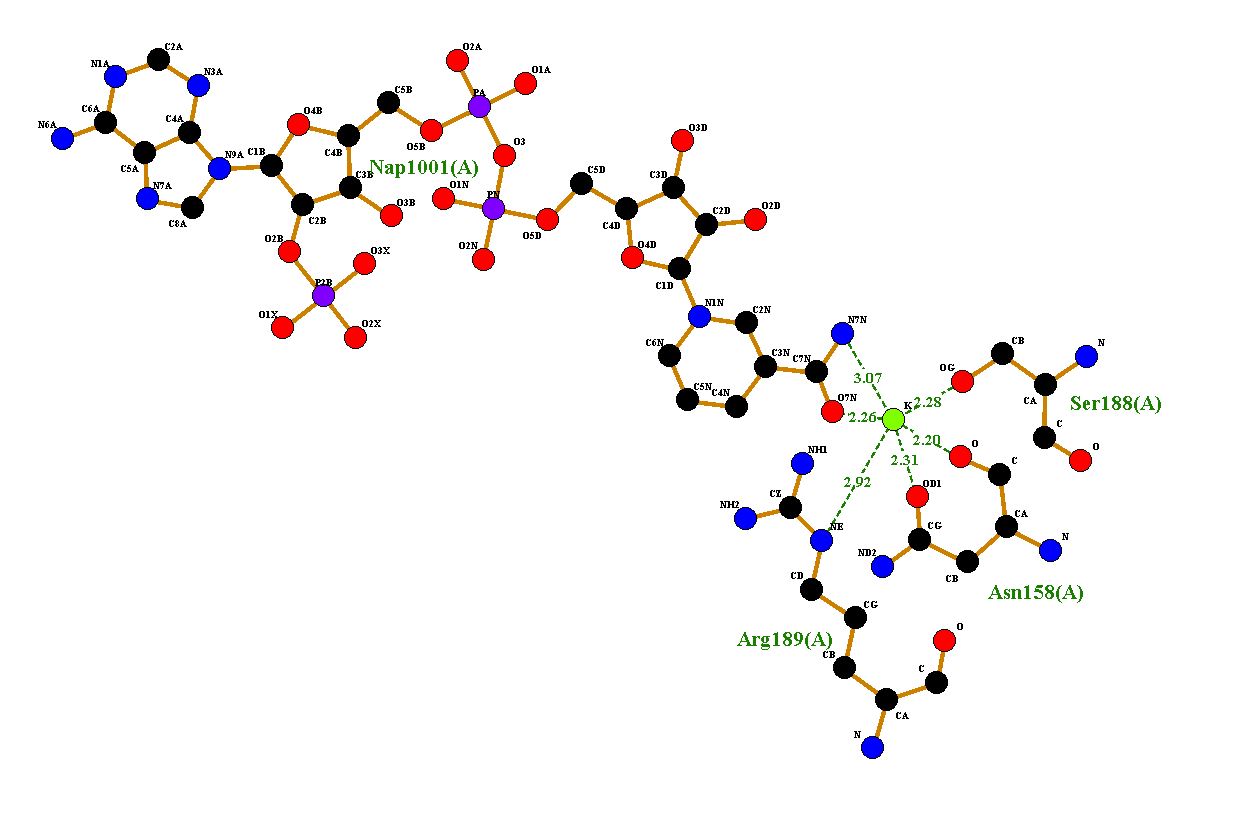 C2A
O2A
N1A
O1A
N3A
C5B
PA
C6A
C4A
O4B
N6A
O5B
C4B
O3
C1B
N9A
C5A
Nap1001(A)
O3D
C3B
N7A
O1N
PN
C5D
C3D
O3B
C2D
O2D
C2B
C8A
C4D
O5D
O2B
O2N
O4D
O3X
C1D
P2B
N1N
O1X
O2X
C2N
N7N
C6N
CB
N
C3N
C7N
OG
3.07
C5N
C4N
O7N
CA
K
2.28
Ser188(A)
2.26
C
2.20
O
O
NH1
2.31
C
2.92
OD1
CZ
NH2
CA
NE
CG
N
ND2
CD
CB
Asn158(A)
CG
O
Arg189(A)
CB
C
CA
N